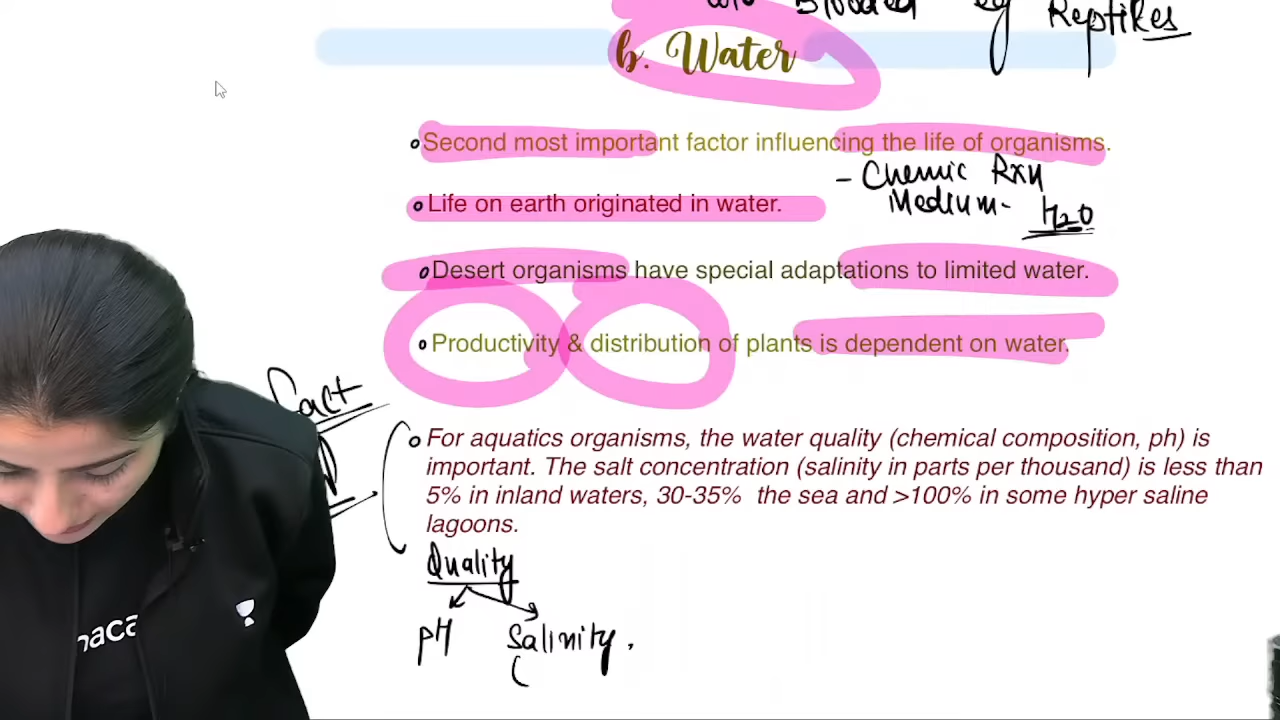 Blooded eg Reptikes
b. Water
Second most important factor influencing the life of organisms.
- Chemic Rxn
Medium-
H2O
Life on earth originated in water.
Desert organisms have special adaptations to limited water.
Productivity & distribution of plants is dependent on water.
Fact
For aquatics organisms, the water quality (chemical composition, ph) is
important. The salt concentration (salinity in parts per thousand) is less than
5% in inland waters, 30-35% the sea and >100% in some hyper saline
lagoons.
Quality
pH Salinity.